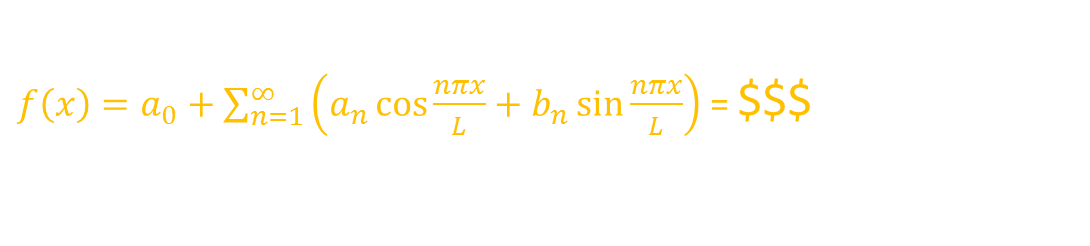 f(x) = a₀ + ∑ₙ₌₁^∞ (aₙ cos nπx/L + bₙ sin nπx/L) = $$$